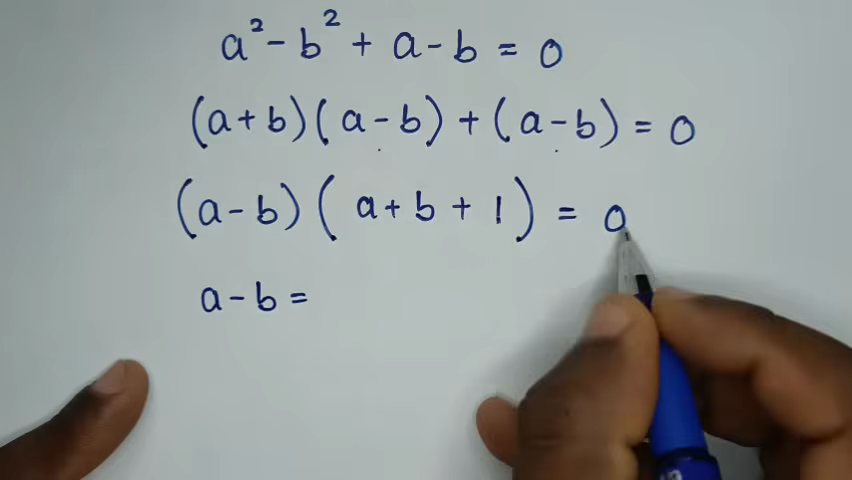 a² - b² + a - b = 0
(a + b)(a - b) + (a - b) = 0
(a - b)(a + b + 1) = 0
a - b =